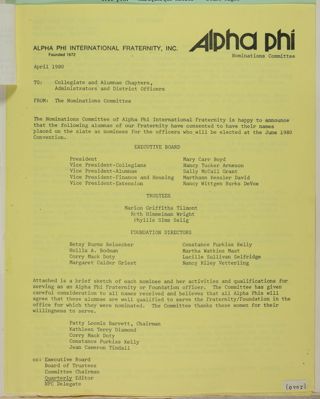 ALPHA PHI INTERNATIONAL FRATERNITY, INC.
Founded 1872
alpha phi
Nominations Committee
April 1980
TO: Collegiate and Alumnae Chapters,
Administrators and District Officers
FROM: The Nominations Committee
The Nominations Committee of Alpha Phi International Fraternity is happy to announce
that the following alumnae of our fraternity have consented to have their names
placed on the slate as nominees for the officers who will be elected at the June 1980
Convention.
EXECUTIVE BOARD
President Mary Carr Boyd
Vice President-Collegians Nancy Tucker Arneson
Vice President-Alumnae Sally McCall Grant
Vice President-Finance and Housing Marthann Kessler David
Vice President-Extension Nancy Wittgen Burks DeVoe
TRUSTEES
Marion Griffiths Tilmont
Ruth Himmelman Wright
Phyllis Sims Selig
FOUNDATION DIRECTORS
Betsy Burns Constance Purkiss Kelly
Holly A. Bodman Martha Watkins Mast
Corry Mack Doty Lucille Sullivan Selfridge
Margaret Calder Griest Nancy Kiley Wetterling
Attached is a brief sketch of each nominee and her activities and qualifications for
serving as an Alpha Phi Fraternity or Foundation officer. The Committee has given
careful consideration to all names received and believes that all Alpha Phis will
agree that these alumnae are well qualified to serve the fraternity/foundation in the
office for which they were nominated. The Committee thanks these women for their
willingness to serve.
Patty Loomis Barrett, Chairman
Kathleen Terry Diamond
Corry Mack Doty
Constance Purkiss Kelly
Jean Cameron Tindall
cc: Executive Board
Board of Trustees
Committee Chairman
Quarterly Editor
NPC Delegate
(over)